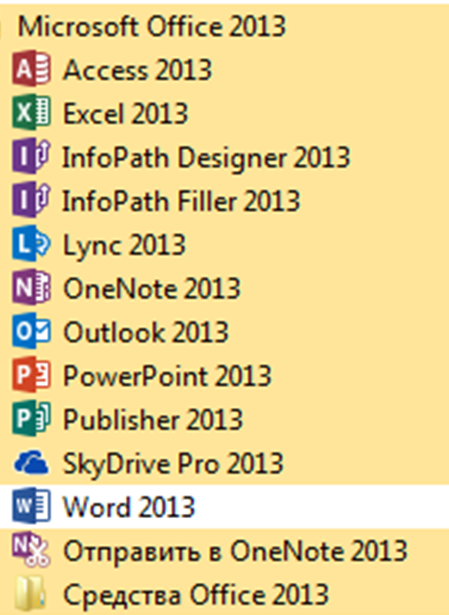 Microsoft Office 2013
Access 2013
Excel 2013
InfoPath Designer 2013
InfoPath Filler 2013
Lync 2013
OneNote 2013
Outlook 2013
PowerPoint 2013
Publisher 2013
SkyDrive Pro 2013
Word 2013
Отправить в OneNote 2013
Средства Office 2013